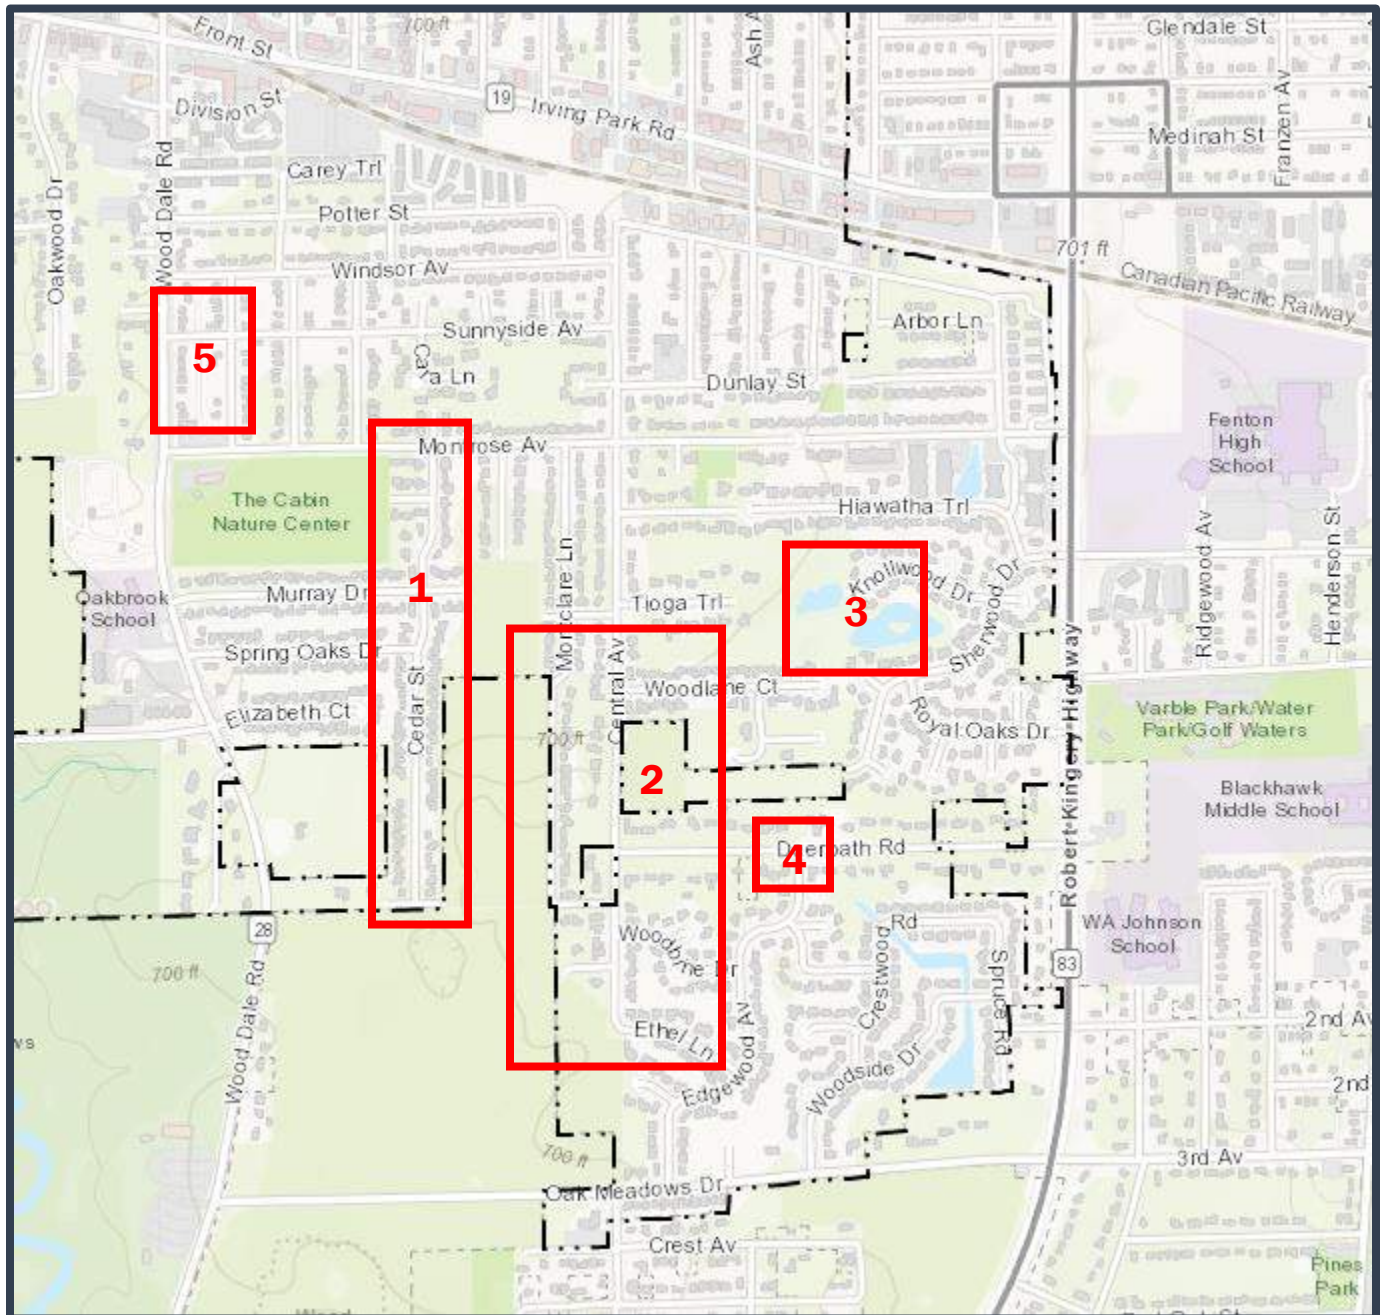 700 ft
Ash A
Glendale St
Front St
Division St
19
Irving Park Rd
Franzen Av
Medinah St
Wood Dale Rd
Carey Trl
Oakwood Dr
Potter St
701 ft
Windsor Av
Canadian Pacific Railway
5
Sunnyside Av
Arbor Ln
Cara Ln
Dunlay St
Fenton
High
School
Montrose Av
The Cabin
Nature Center
Hiawatha Trl
Montclare Ln
Ridgewood Av
Henderson St
Oakbrook
School
Murray Dr
1
Tioga Trl
3
Knollwood Dr
Sherwood Dr
Spring Oaks Dr
Cedar St
Central Av
Woodlane Ct
Elizabeth Ct
700 ft
Royal Oaks Dr
Robert Kingery Highway
Varble Park/Water
Park/Golf Waters
2
Blackhawk
Middle School
4
Deerpath Rd
28
Woodbine Dr
Crestwood
Rd
WA Johnson
School
83
700 ft
Spruce Rd
ws
Wood Dale Rd
Ethel Ln
Edgewood Av
Woodside Dr
2nd Av
2nd
700 ft
3rd Av
Oak Meadows Dr
Crest Av
Pines
Park
Wood